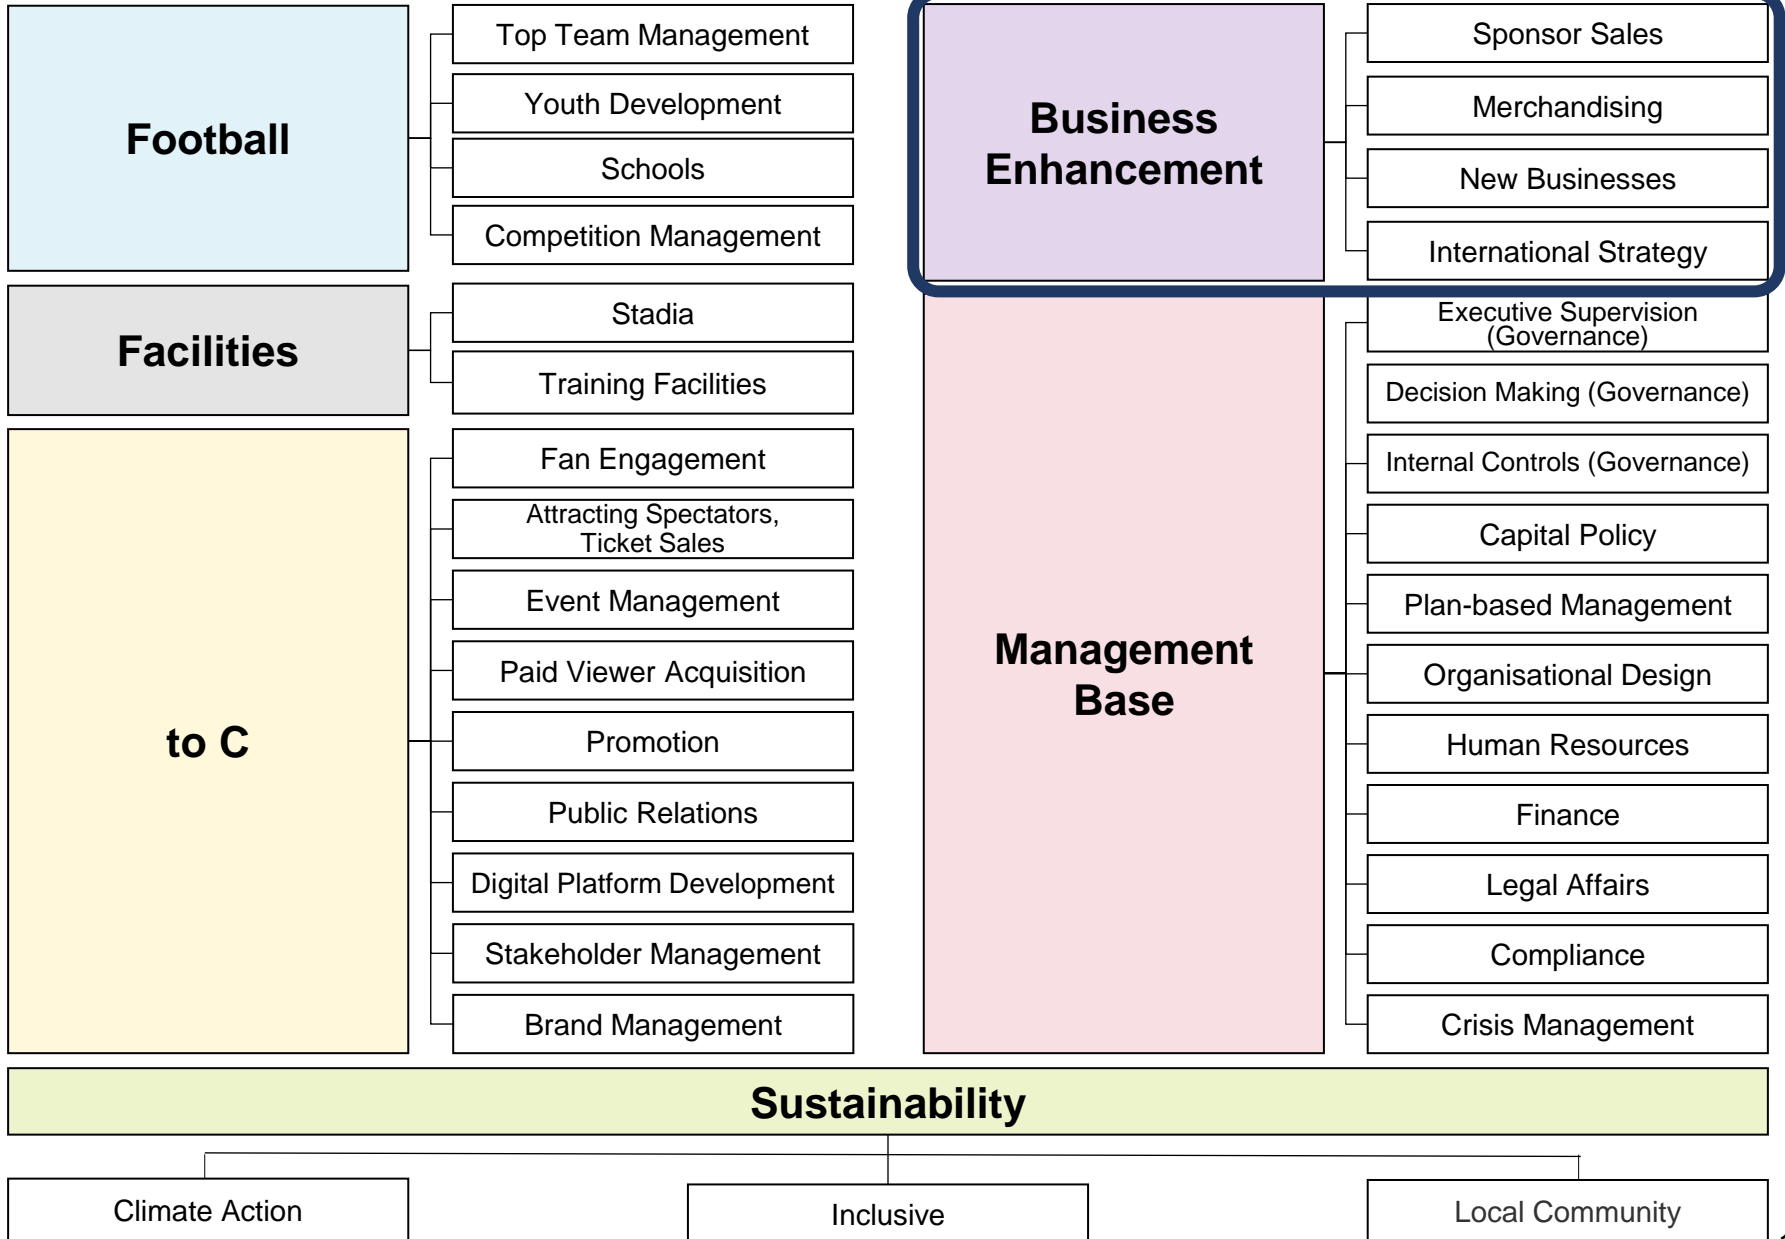 Football
Top Team Management
Youth Development
Schools
Competition Management
Facilities
Stadia
Training Facilities
to C
Fan Engagement
Attracting Spectators,
Ticket Sales
Event Management
Paid Viewer Acquisition
Promotion
Public Relations
Digital Platform Development
Stakeholder Management
Brand Management
Business
Enhancement
Sponsor Sales
Merchandising
New Businesses
International Strategy
Management
Base
Executive Supervision
(Governance)
Decision Making (Governance)
Internal Controls (Governance)
Capital Policy
Plan-based Management
Organisational Design
Human Resources
Finance
Legal Affairs
Compliance
Crisis Management
Sustainability
Climate Action
Inclusive
Local Community